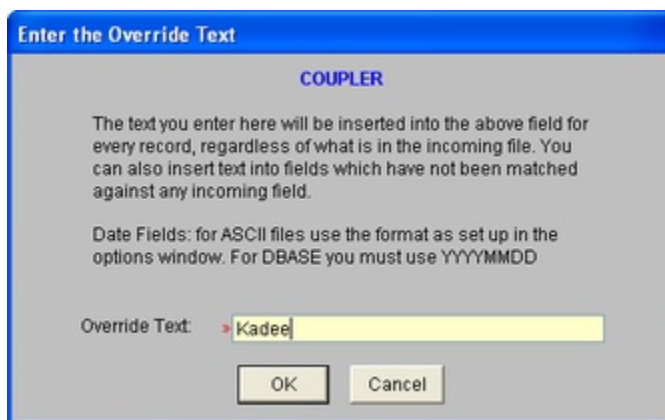 Enter the Override Text
COUPLER
The text you enter here will be inserted into the above field for
every record, regardless of what is in the incoming file. You
can also insert text into fields which have not been matched
against any incoming field.
Date Fields: for ASCII files use the format as set up in the
options window. For DBASE you must use YYYYMMDD
Override Text: » Kadee
OK Cancel